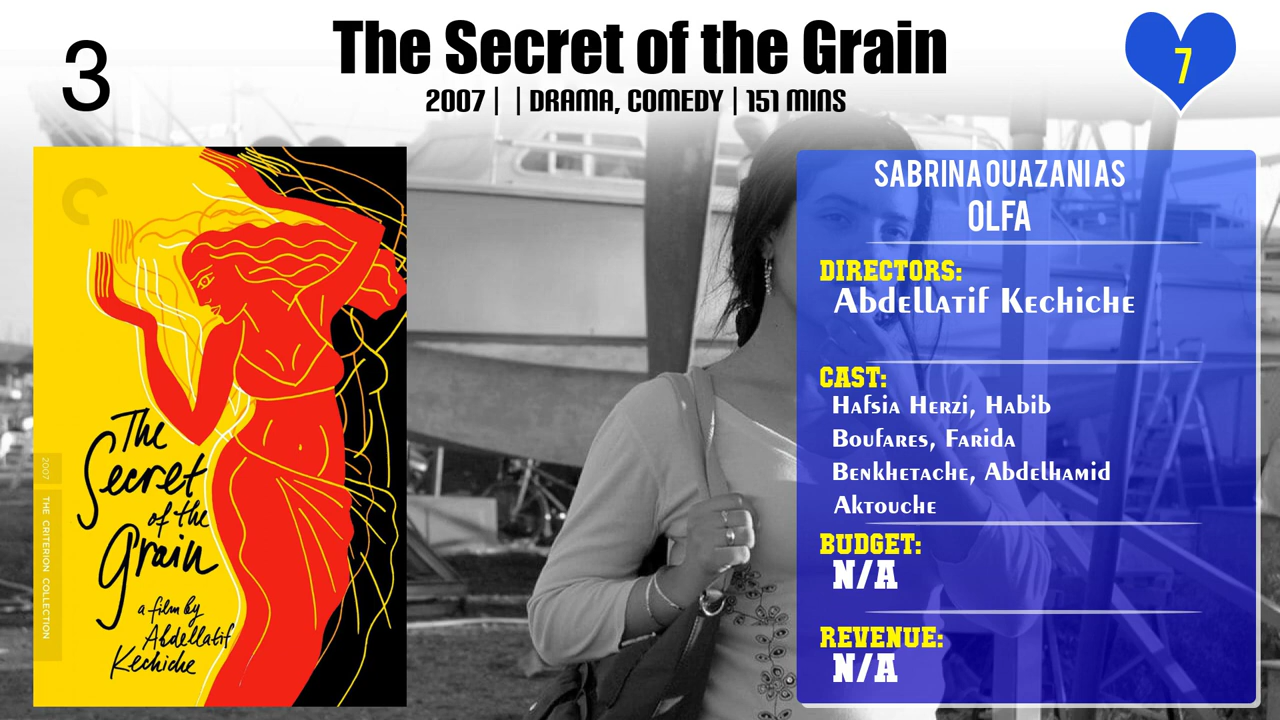 3
The Secret of the Grain
7
2007 | | DRAMA, COMEDY | 151 MINS
The
Secret
of the
Grain
a film by
Abdellatif
Kechiche
2007 THE CRITERION COLLECTION
SABRINA OUAZANI AS
OLFA
DIRECTORS:
Abdellatif Kechiche
CAST:
Hafsia Herzi, Habib
Boufares, Farida
Benkhetache, Abdelhamid
Aktouche
BUDGET:
N/A
REVENUE:
N/A